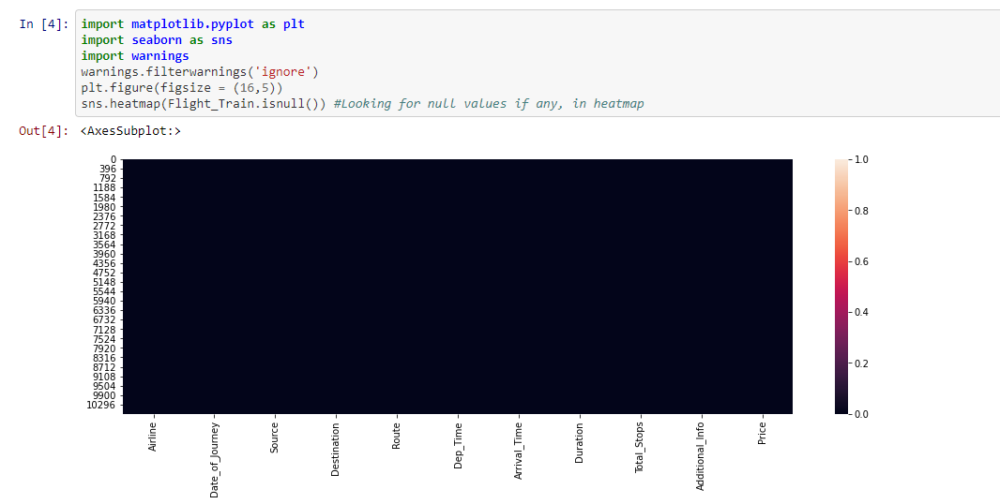 In [4]: import matplotlib.pyplot as plt
import seaborn as sns
import warnings
warnings.filterwarnings('ignore')
plt.figure(figsize = (16,5))
sns.heatmap(Flight_Train.isnull()) #Looking for null values if any, in heatmap
Out[4]: <AxesSubplot:>
0
396
792
1188
1584
1980
2376
2772
3168
3564
3960
4356
4752
5148
5544
5940
6336
6732
7128
7524
7920
8316
8712
9108
9504
9900
10296
Airline
Date_of_Journey
Source
Destination
Route
Dep_Time
Arrival_Time
Duration
Total_Stops
Additional_Info
Price
1.0
0.8
0.6
0.4
0.2
0.0